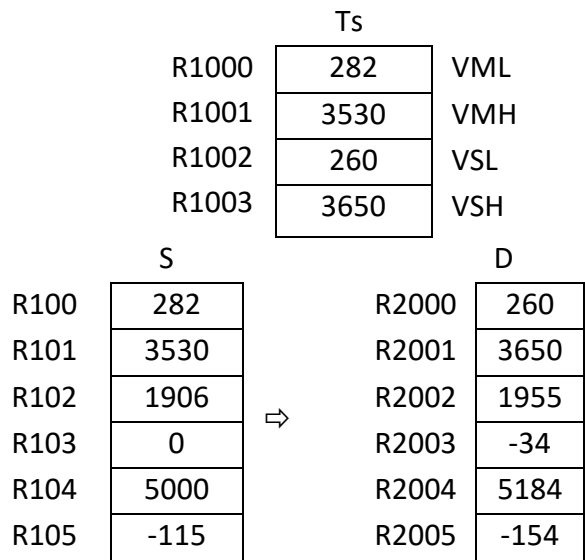 Ts
R1000 282 VML
R1001 3530 VMH
R1002 260 VSL
R1003 3650 VSH
S D
R100 282 R2000 260
R101 3530 R2001 3650
R102 1906 ⇨ R2002 1955
R103 0 R2003 -34
R104 5000 R2004 5184
R105 -115 R2005 -154